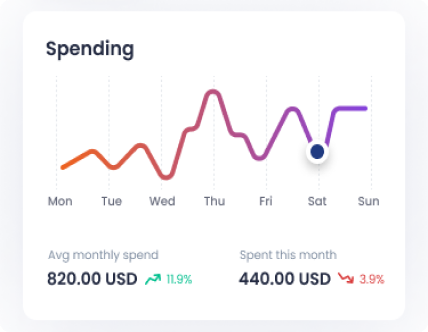 Spending
Mon Tue Wed Thu Fri Sat Sun
Avg monthly spend Spent this month
820.00 USD 11.9% 440.00 USD 3.9%